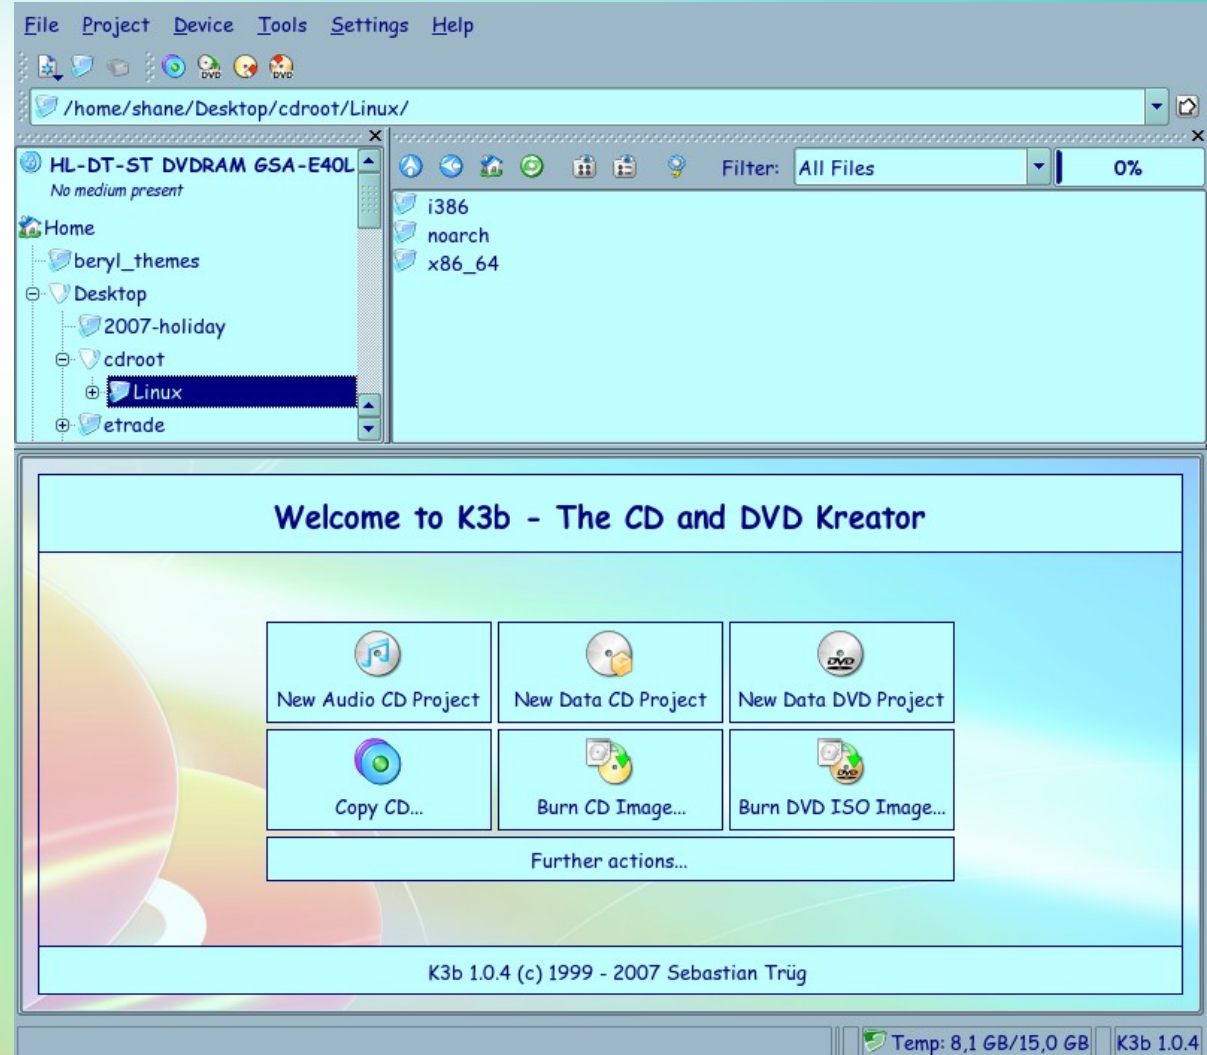 File Project Device Tools Settings Help
/home/shane/Desktop/cdroot/Linux/
HL-DT-ST DVDRAM GSA-E40L
No medium present
Home
beryl_themes
Desktop
2007-holiday
cdroot
Linux
etrade
Filter: All Files 0%
i386
noarch
x86_64
Welcome to K3b - The CD and DVD Kreator
New Audio CD Project New Data CD Project New Data DVD Project
Copy CD... Burn CD Image... Burn DVD ISO Image...
Further actions...
K3b 1.0.4 (c) 1999 - 2007 Sebastian Trüg
Temp: 8,1 GB/15,0 GB K3b 1.0.4